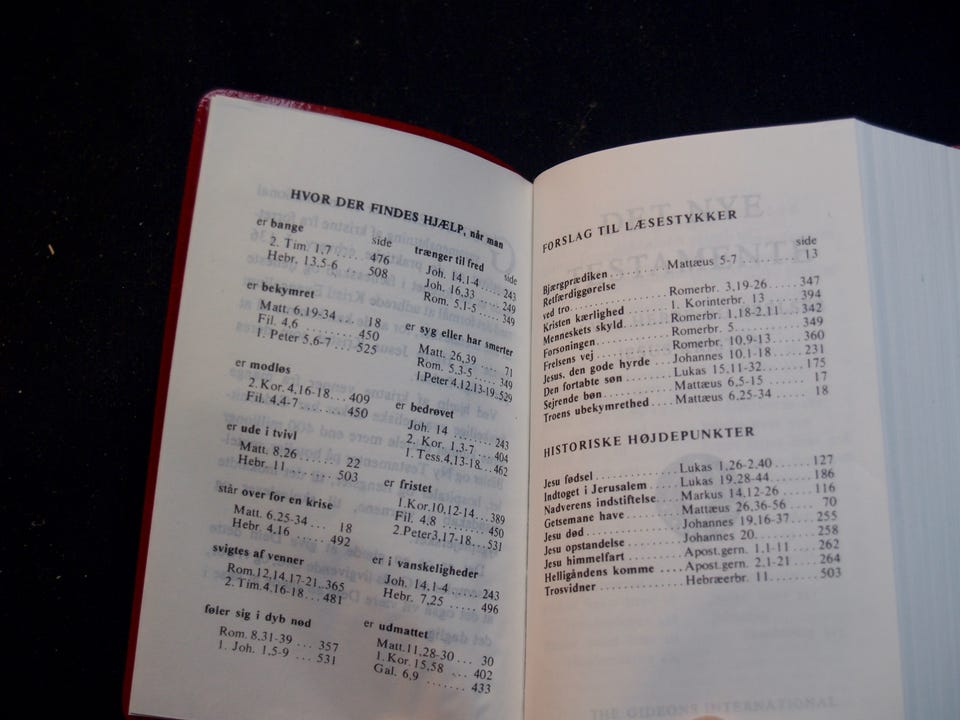 HVOR DER FINDES HJÆLP, når man
er bange
side
2. Tim. 1,7 ..... 476
Hebr. 13,5-6 ..... 508
er bekymret
Matt. 6,19-34 ... 18
Fil. 4,6 ........ 450
1. Peter 5,6-7 ... 525
er modløs
2. Kor. 4,16-18 ... 409
Fil. 4,4-7 ..... 450
er ude i tvivl
Matt. 8,26 ...... 22
Hebr. 11 ...... 503
står over for en krise
Matt. 6,25-34 ... 18
Hebr. 4,16 ..... 492
svigtes af venner
Rom.12,14.17-21..365
2. Tim.4,16-18... 481
føler sig i dyb nød
Rom. 8,31-39 .... 357
1. Joh. 1,5-9 .... 531
trænger til fred
side
Joh. 14,1-4 ...... 243
Joh. 16,33 ...... 249
Rom. 5,1-5 ...... 349
er syg eller har smerter
Matt. 26,39 ..... 71
Rom. 5,3-5 ..... 349
1.Peter 4,12.13-19..529
er bedrøvet
Joh. 14 ........ 243
2. Kor. 1,3-7 .... 404
1. Tess.4,13-18... 462
er fristet
1.Kor.10,12-14... 389
Fil. 4,8 ........ 450
2.Peter3,17-18... 531
er i vanskeligheder
Joh. 14,1-4 ..... 243
Hebr. 7,25 ..... 496
er udmattet
Matt.11,28-30 ... 30
1. Kor. 15,58 .... 402
Gal. 6,9 ....... 433
FORSLAG TIL LÆSESTYKKER
side
Bjærgprædiken ........ Mattæus 5-7 ........ 13
Retfærdiggørelse
ved tro ........ Romerbr. 3,19-26 ..... 347
Kristen kærlighed ..... 1. Korinterbr. 13 ..... 394
Menneskets skyld ..... Romerbr. 1,18-2,11 ... 342
Forsoningen ........ Romerbr. 5 ........ 349
Frelsens vej ........ Romerbr. 10,9-13 ..... 360
Jesus, den gode hyrde .. Johannes 10,1-18 ..... 231
Den fortabte søn ..... Lukas 15,11-32 ..... 175
Sejrende bøn ........ Mattæus 6,5-15 ..... 17
Troens ubekymrethed .... Mattæus 6,25-34 ..... 18
HISTORISKE HØJDEPUNKTER
Jesu fødsel ........ Lukas 1,26-2,40 ...... 127
Indtoget i Jerusalem .... Lukas 19,28-44 ..... 186
Nadverens indstiftelse ... Markus 14,12-26 ..... 116
Getsemane have ..... Mattæus 26,36-56 ..... 70
Jesu død ........ Johannes 19,16-37 .... 255
Jesu opstandelse ..... Johannes 20 ........ 258
Jesu himmelfart ..... Apost.gern. 1,1-11 ... 262
Helligåndens komme .... Apost.gern. 2,1-21 .... 264
Trosvidner ........ Hebræerbr. 11 ........ 503
DET NYE
TESTAMENTE
THE GIDEONS INTERNATIONAL